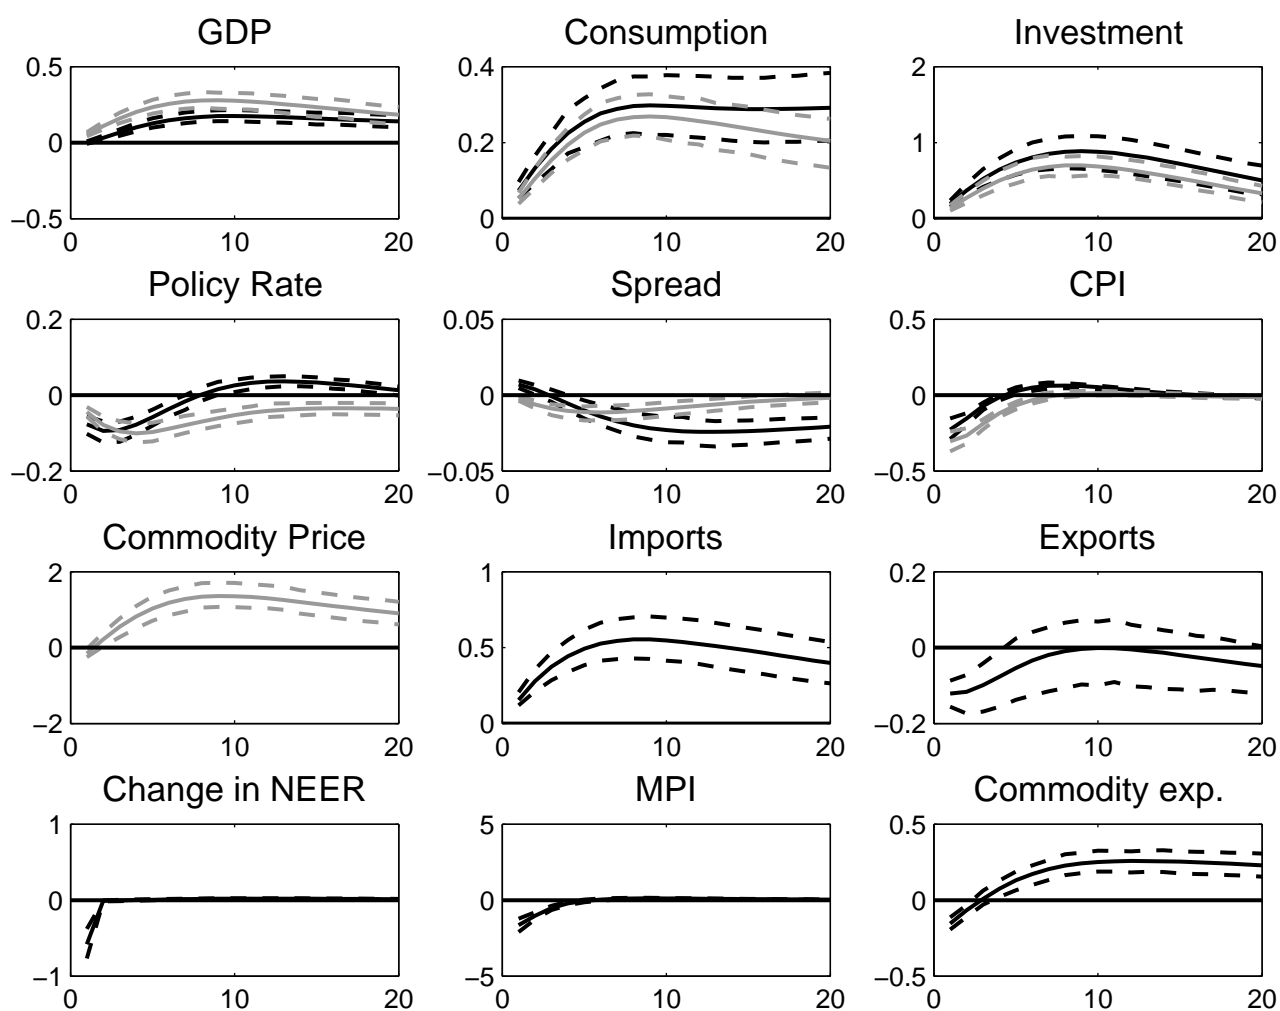 GDP Consumption Investment
0.5 0.4 2
0 0.2 1
−0.5 0 0
0 10 20 0 10 20 0 10 20
Policy Rate Spread CPI
0.2 0.05 0.5
0 0 0
−0.2 −0.05 −0.5
0 10 20 0 10 20 0 10 20
Commodity Price Imports Exports
2 1 0.2
0 0.5 0
−2 0 −0.2
0 10 20 0 10 20 0 10 20
Change in NEER MPI Commodity exp.
1 5 0.5
0 0 0
−1 −5 −0.5
0 10 20 0 10 20 0 10 20